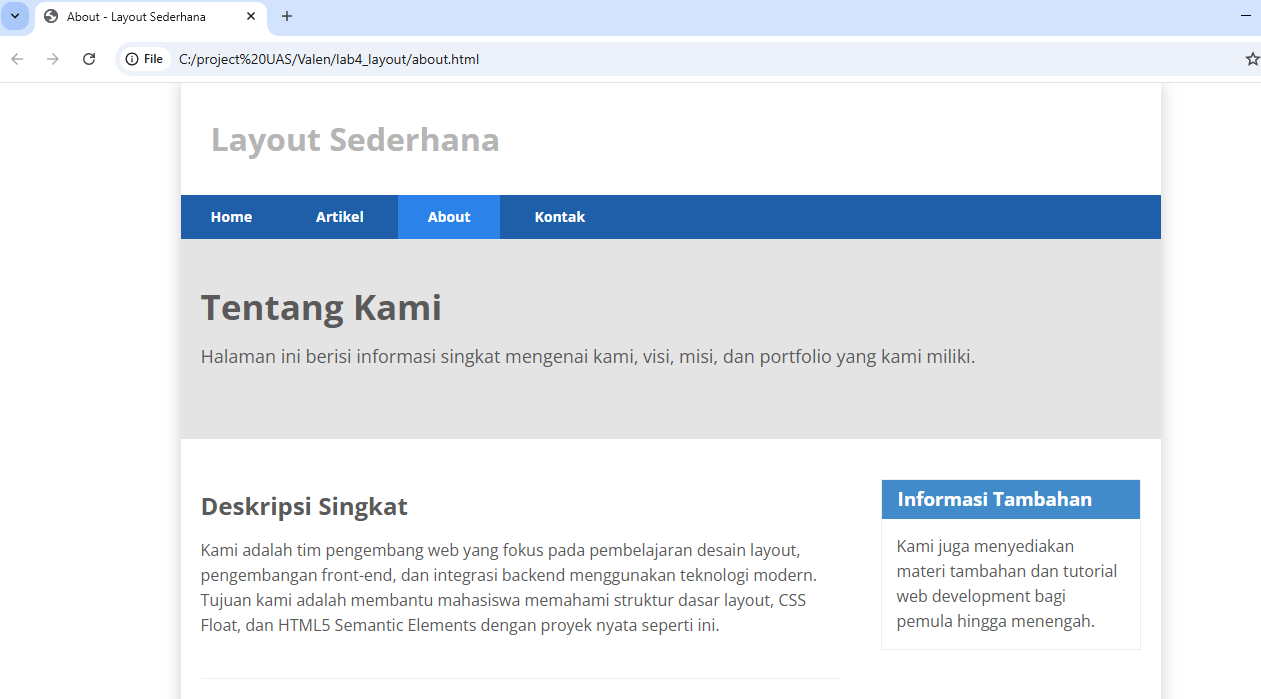 About - Layout Sederhana
File
C:/project%20UAS/Valen/lab4_layout/about.html
Layout Sederhana
Home Artikel About Kontak
Tentang Kami
Halaman ini berisi informasi singkat mengenai kami, visi, misi, dan portfolio yang kami miliki.
Deskripsi Singkat
Kami adalah tim pengembang web yang fokus pada pembelajaran desain layout,
pengembangan front-end, dan integrasi backend menggunakan teknologi modern.
Tujuan kami adalah membantu mahasiswa memahami struktur dasar layout, CSS
Float, dan HTML5 Semantic Elements dengan proyek nyata seperti ini.
Informasi Tambahan
Kami juga menyediakan
materi tambahan dan tutorial
web development bagi
pemula hingga menengah.